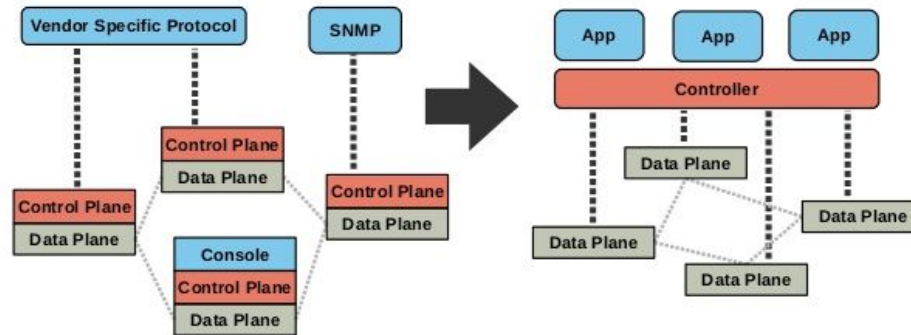 Vendor Specific Protocol
SNMP
Control Plane
Data Plane
Control Plane
Data Plane
Control Plane
Data Plane
Console
Control Plane
Data Plane
App
App
App
Controller
Data Plane
Data Plane
Data Plane
Data Plane